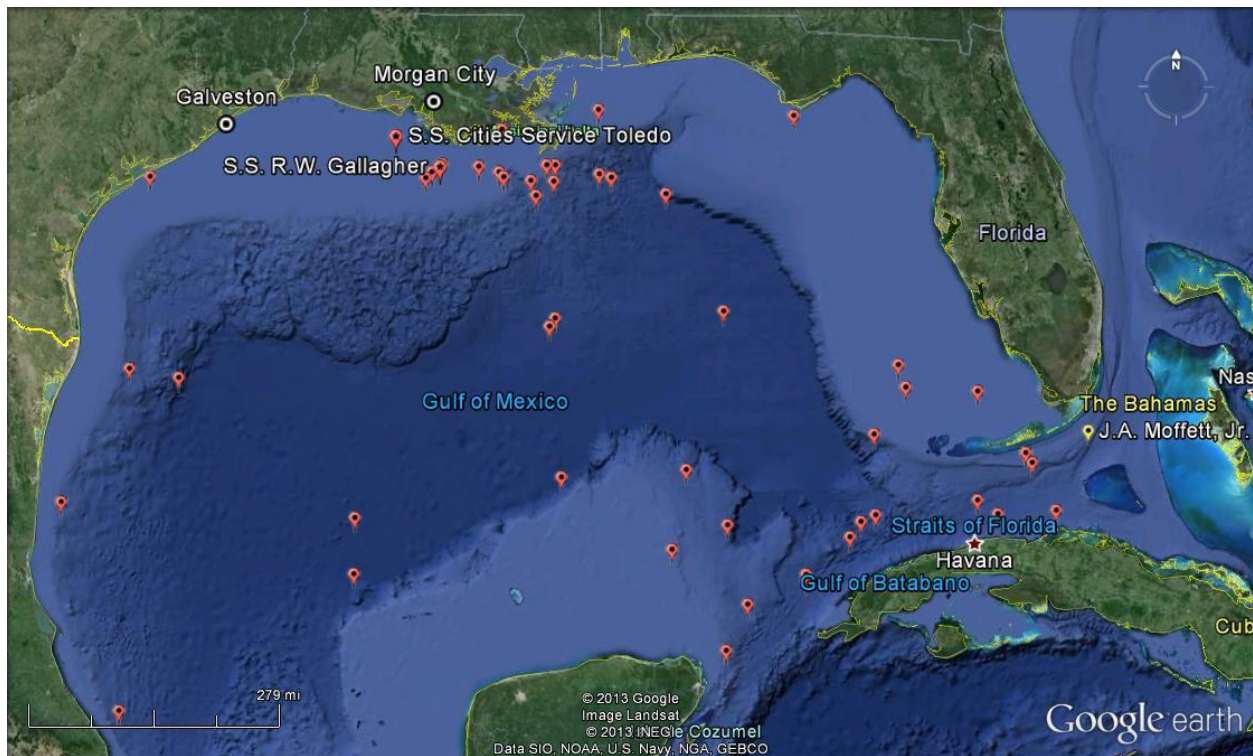 N
Morgan City
Galveston
S.S. Cities Service Toledo
S.S. R.W. Gallagher
Florida
Gulf of Mexico
The Bahamas
Nas
J.A. Moffett, Jr.
Straits of Florida
Havana
Gulf of Batabano
Cub
279 mi
© 2013 Google
Image Landsat
© 2013 INEGI
Cozumel
Data SIO, NOAA, U.S. Navy, NGA, GEBCO
Google earth